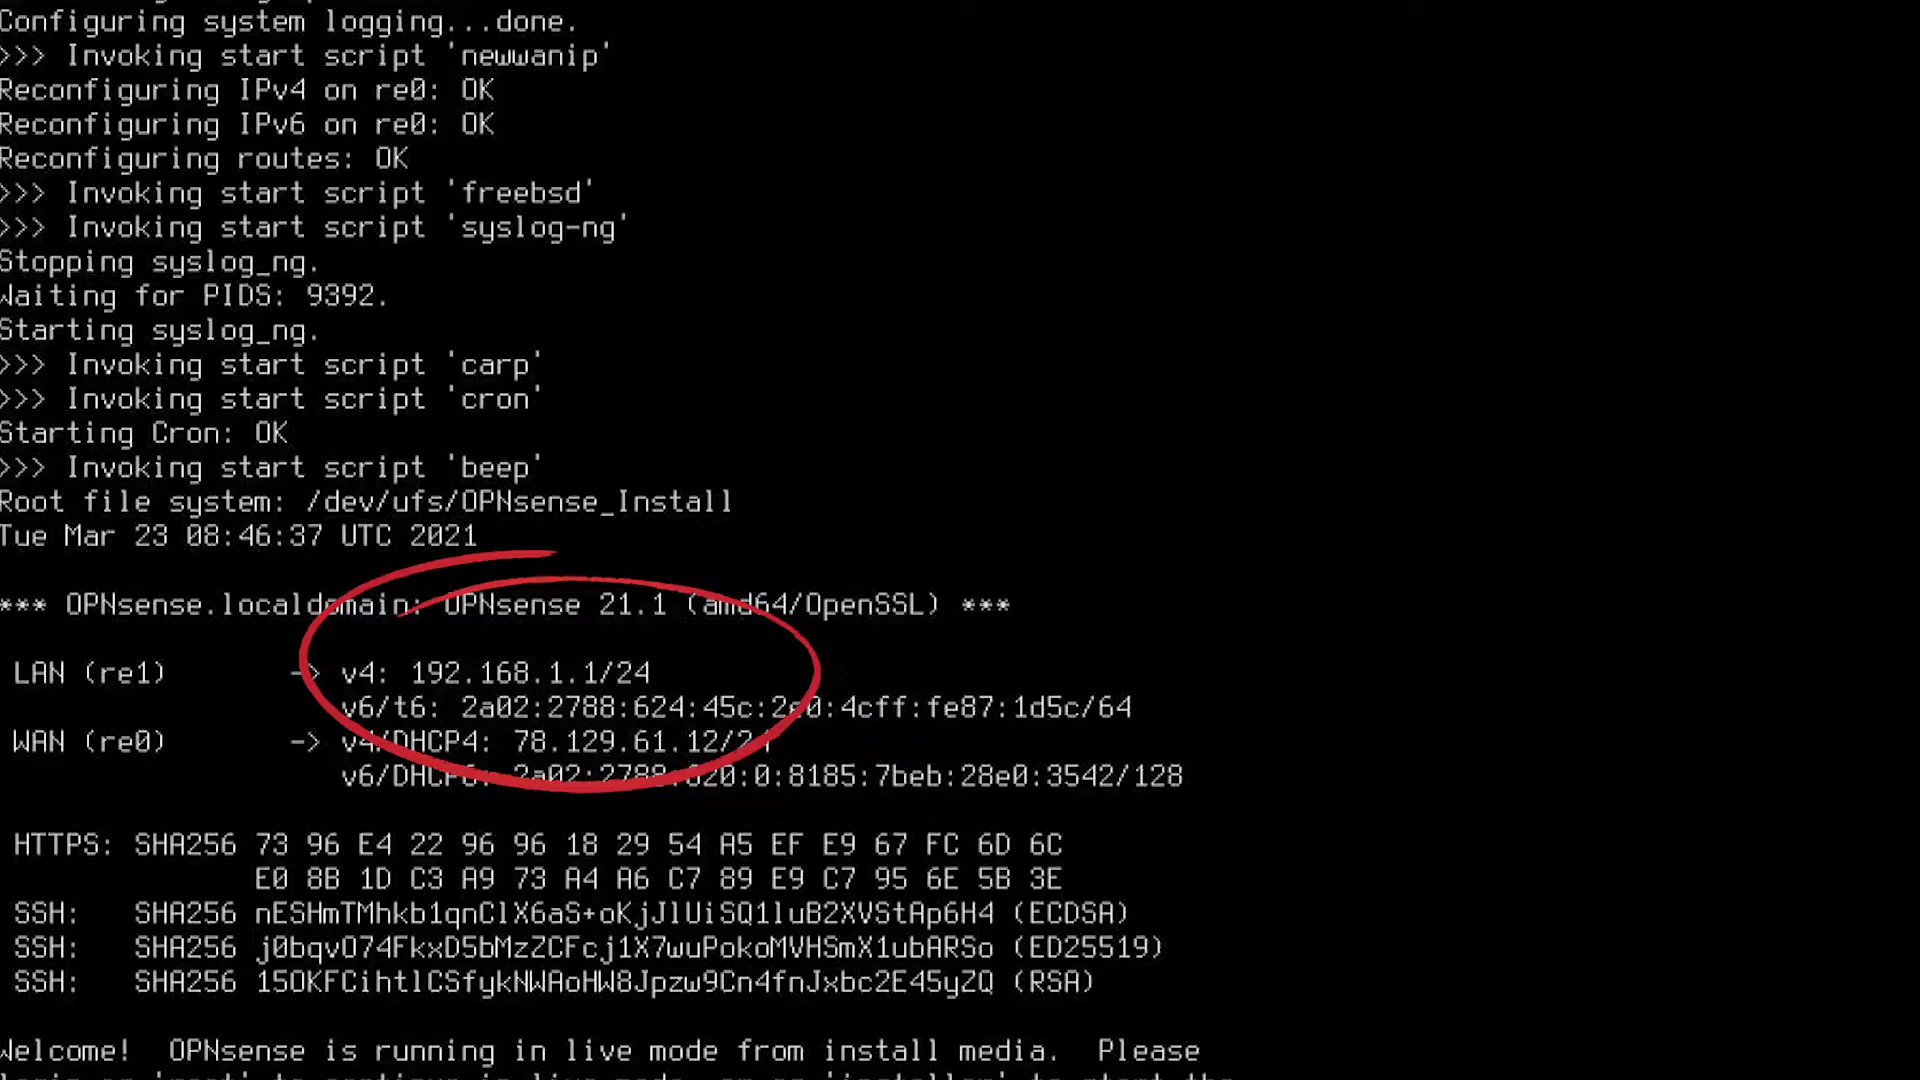 Configuring system logging...done.
>>> Invoking start script 'newwanip'
Reconfiguring IPv4 on re0: OK
Reconfiguring IPv6 on re0: OK
Reconfiguring routes: OK
>>> Invoking start script 'freebsd'
>>> Invoking start script 'syslog-ng'
Stopping syslog_ng.
Waiting for PIDS: 9392.
Starting syslog_ng.
>>> Invoking start script 'carp'
>>> Invoking start script 'cron'
Starting Cron: OK
>>> Invoking start script 'beep'
Root file system: /dev/ufs/OPNsense_Install
Tue Mar 23 08:46:37 UTC 2021
*** OPNsense.localdomain: OPNsense 21.1 (amd64/OpenSSL) ***
LAN (re1) -> v4: 192.168.1.1/24
v6/t6: 2a02:2788:624:45c:2e0:4cff:fe87:1d5c/64
WAN (re0) -> v4/DHCP4: 78.129.61.12/24
v6/DHCP6: 2a02:2788:620:0:8185:7beb:28e0:3542/128
HTTPS: SHA256 73 96 E4 22 96 96 18 29 54 A5 EF E9 67 FC 6D 6C
E0 8B 1D C3 A9 73 A4 A6 C7 89 E9 C7 95 6E 5B 3E
SSH: SHA256 nESHmTMhkb1qnClX6aS+oKjJlUiSQ1luB2XVStAp6H4 (ECDSA)
SSH: SHA256 j0bqvO74FkxD5bMzZCFcj1X7wuPokoMVHSmX1ubARSo (ED25519)
SSH: SHA256 15OKFCihtlCSfykNWAoHW8Jpzw9Cn4fnJxbc2E45yZQ (RSA)
Welcome! OPNsense is running in live mode from install media. Please